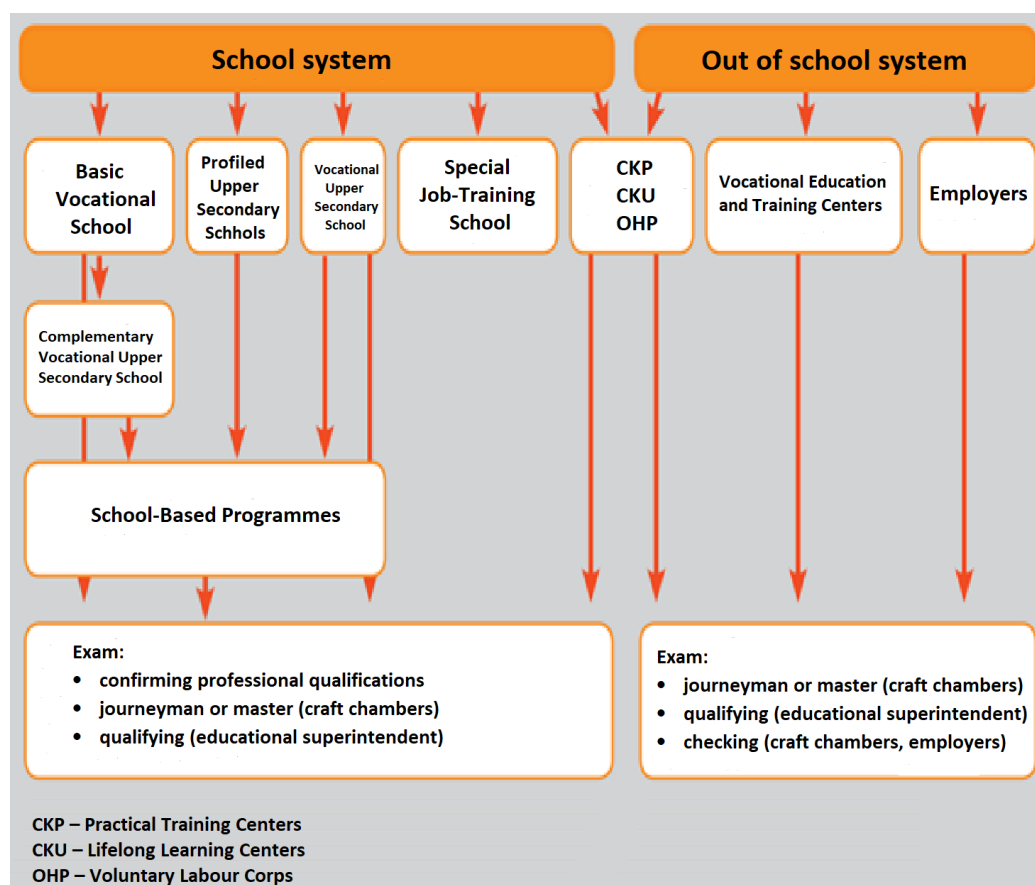 School system
Out of school system
Basic
Vocational
School
Profiled
Upper
Secondary
Schhols
Vocational
Upper
Secondary
School
Special
Job-Training
School
CKP
CKU
OHP
Vocational Education
and Training Centers
Employers
Complementary
Vocational Upper
Secondary School
School-Based Programmes
Exam:
• confirming professional qualifications
• journeyman or master (craft chambers)
• qualifying (educational superintendent)
Exam:
• journeyman or master (craft chambers)
• qualifying (educational superintendent)
• checking (craft chambers, employers)
CKP – Practical Training Centers
CKU – Lifelong Learning Centers
OHP – Voluntary Labour Corps